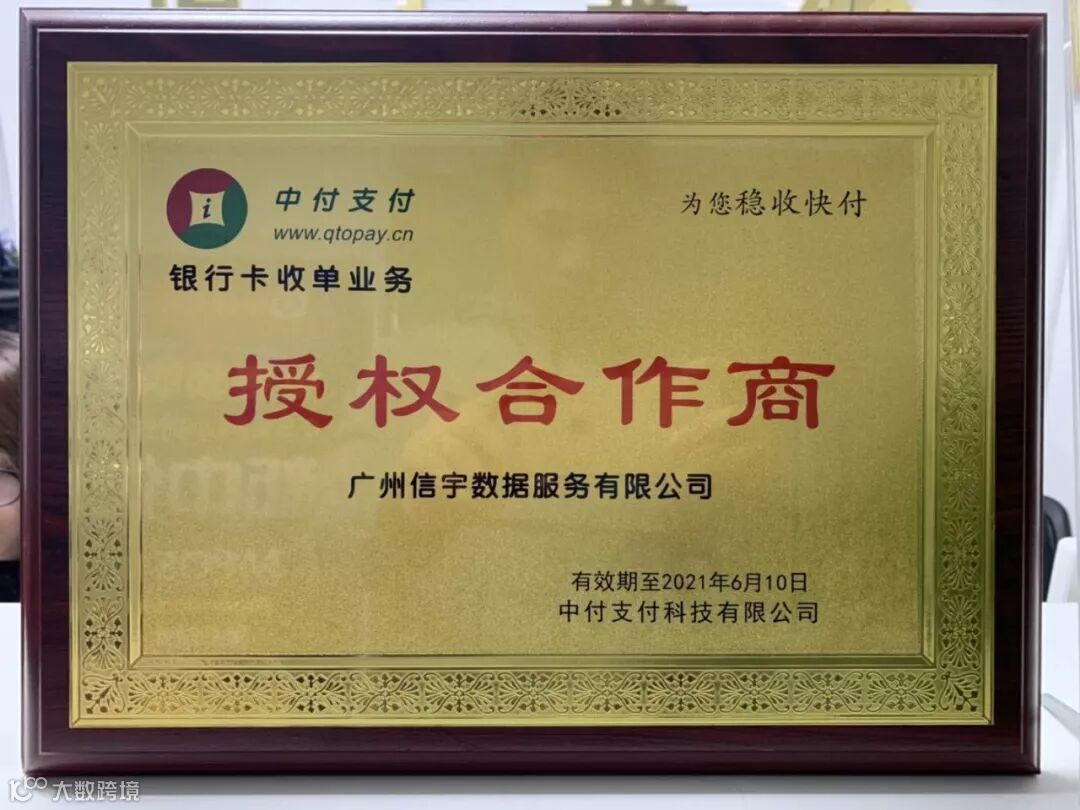 中付支付
www.qtopay.cn
银行卡收单业务
为您稳收快付
授权合作商
广州信宇数据服务有限公司
有效期至2021年6月10日
中付支付科技有限公司
大数跨境